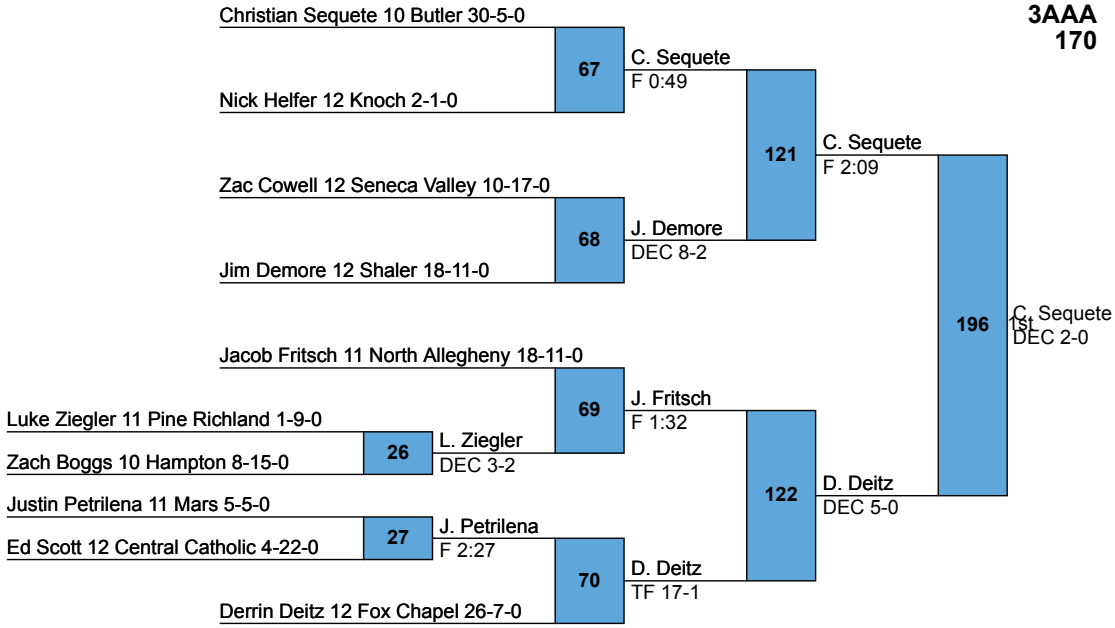 3AAA
170
Christian Sequete 10 Butler 30-5-0
67
C. Sequete
F 0:49
Nick Helfer 12 Knoch 2-1-0
121
C. Sequete
F 2:09
Zac Cowell 12 Seneca Valley 10-17-0
68
J. Demore
DEC 8-2
Jim Demore 12 Shaler 18-11-0
196
C. Sequete
1st
DEC 2-0
Jacob Fritsch 11 North Allegheny 18-11-0
69
J. Fritsch
F 1:32
Luke Ziegler 11 Pine Richland 1-9-0
26
L. Ziegler
DEC 3-2
Zach Boggs 10 Hampton 8-15-0
122
D. Deitz
DEC 5-0
Justin Petrilena 11 Mars 5-5-0
27
J. Petrilena
F 2:27
Ed Scott 12 Central Catholic 4-22-0
70
D. Deitz
TF 17-1
Derrin Deitz 12 Fox Chapel 26-7-0